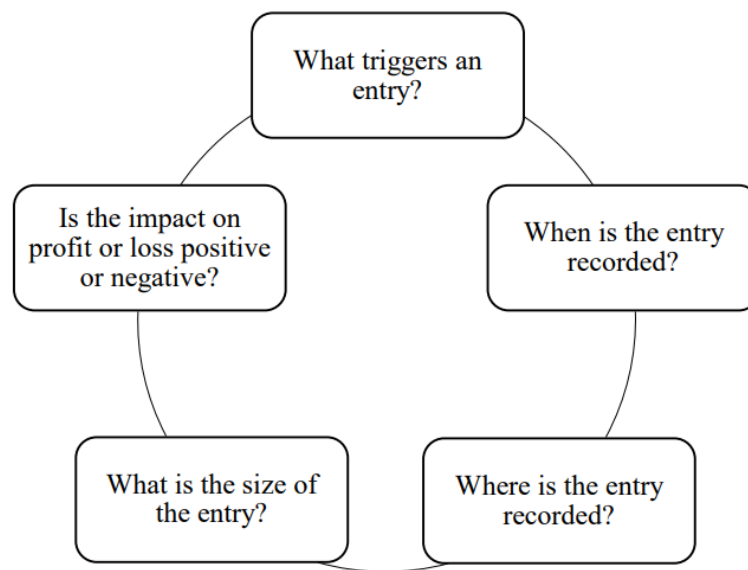 What triggers an
entry?
When is the entry
recorded?
Where is the entry
recorded?
What is the size of
the entry?
Is the impact on
profit or loss positive
or negative?